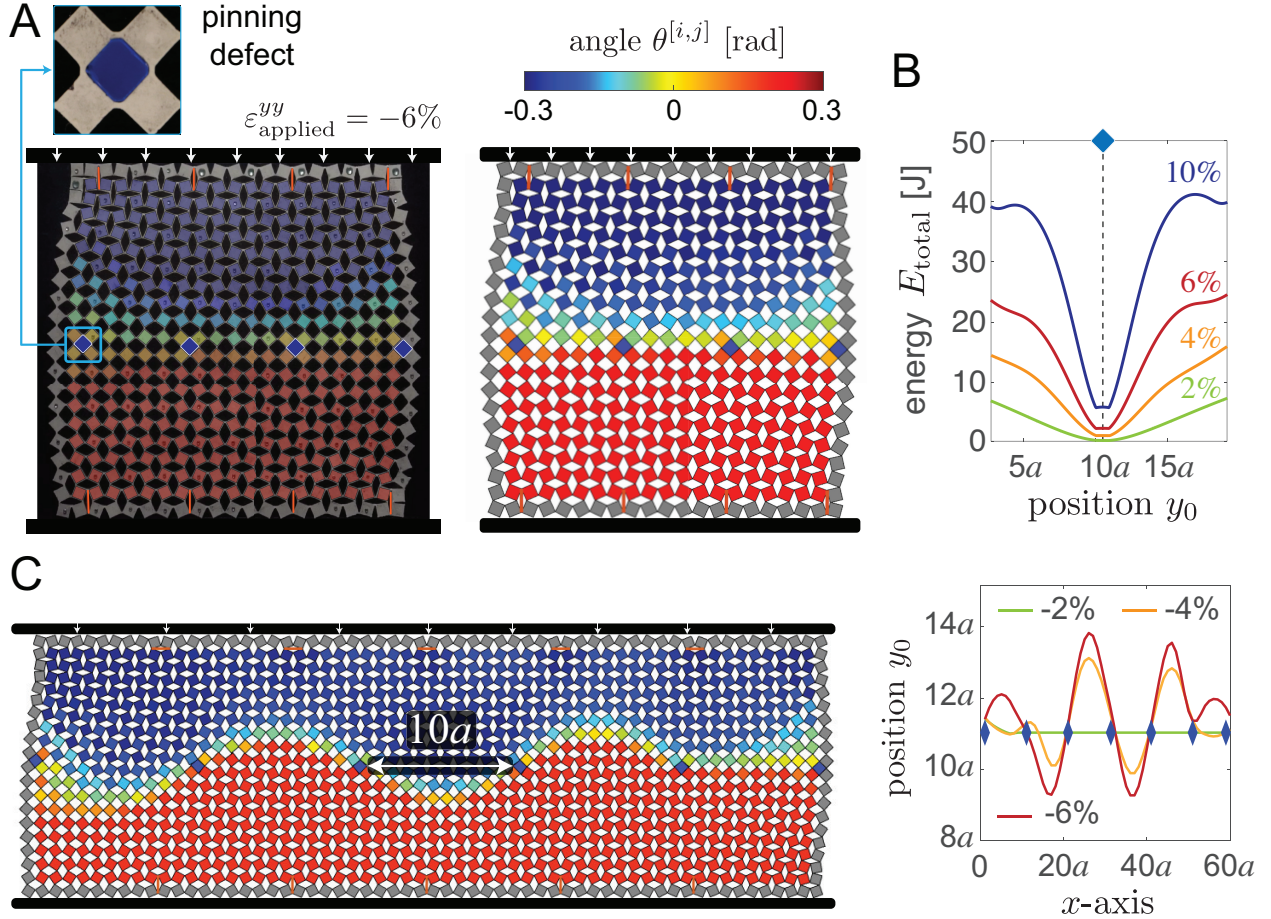 A
pinning
defect
ε^{yy}_{applied} = −6%
angle θ^{[i,j]} [rad]
-0.3 0 0.3
B
energy E_{total} [J]
50
40
30
20
10
0
10%
6%
4%
2%
5a 10a 15a
position y_0
C
10a
position y_0
14a
12a
10a
8a
-2% -4%
-6%
0 20a 40a 60a
x-axis